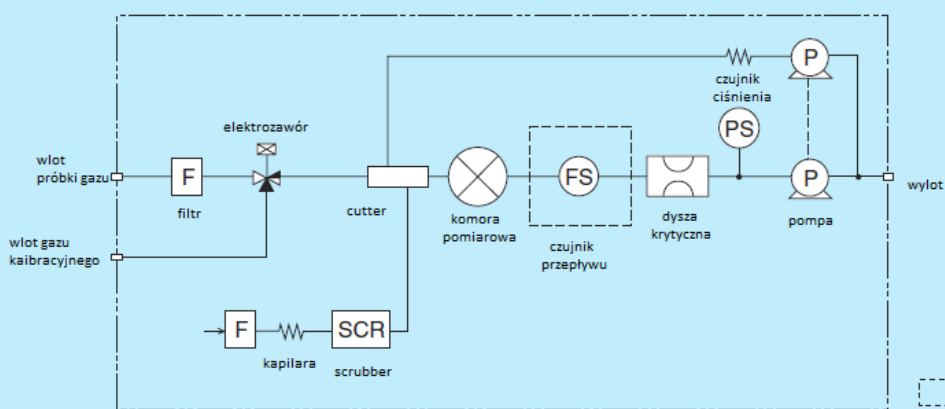 P
czujnik
ciśnienia
elektrozawór
PS
wlot
próbki gazu
F
FS
P
wylot
filtr
cutter
komora
pomiarowa
dysza
krytyczna
pompa
wlot gazu
kaibracyjnego
czujnik
przepływu
F
SCR
kapilara
scrubber